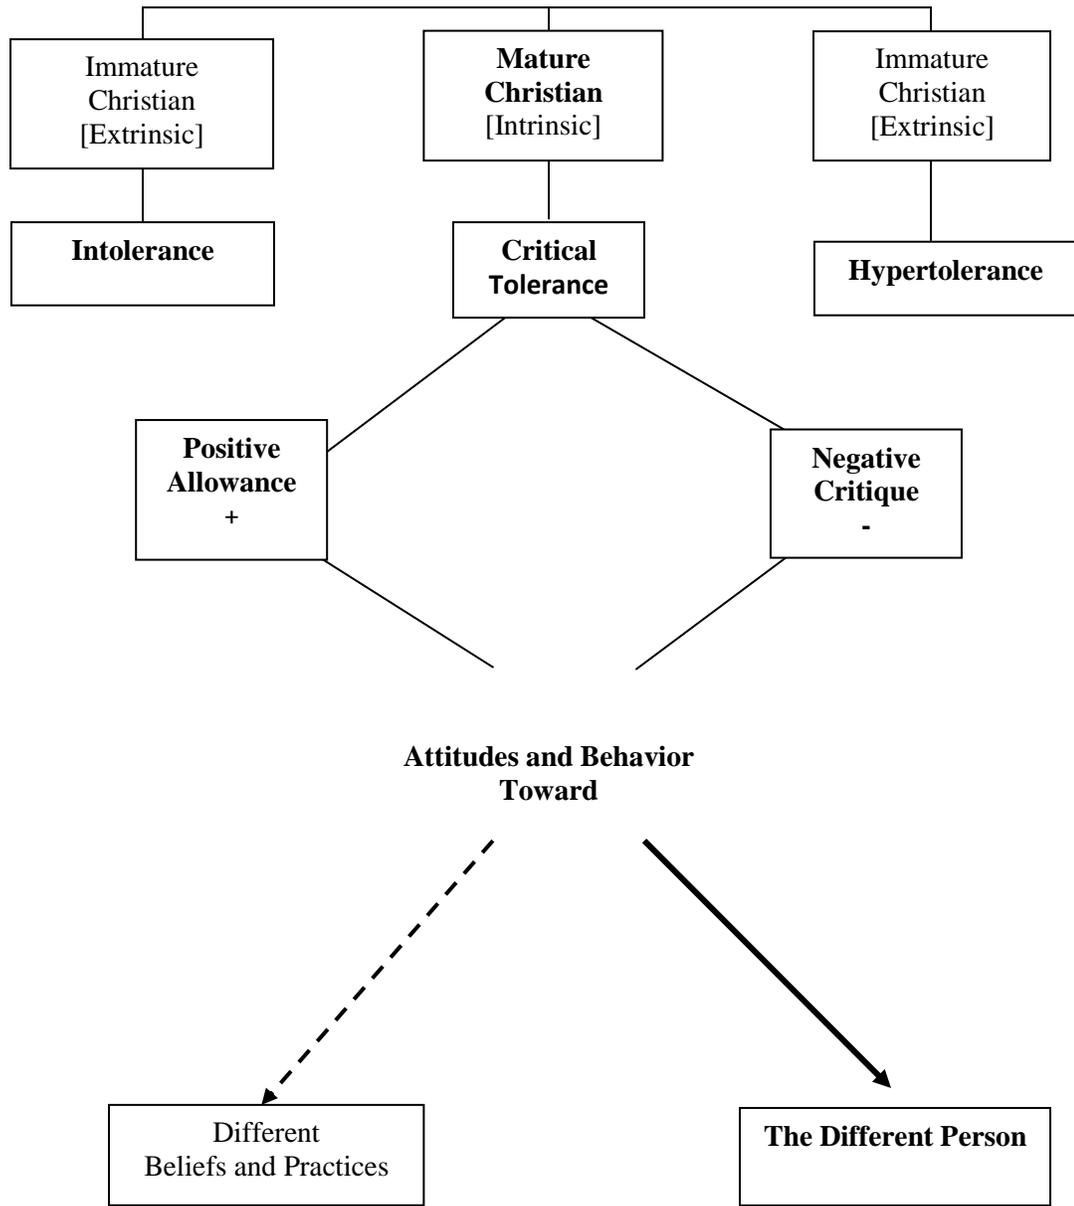 Immature
Christian
[Extrinsic]
Mature
Christian
[Intrinsic]
Immature
Christian
[Extrinsic]
Intolerance
Critical
Tolerance
Hypertolerance
Positive
Allowance
+
Negative
Critique
-
Attitudes and Behavior
Toward
Different
Beliefs and Practices
The Different Person